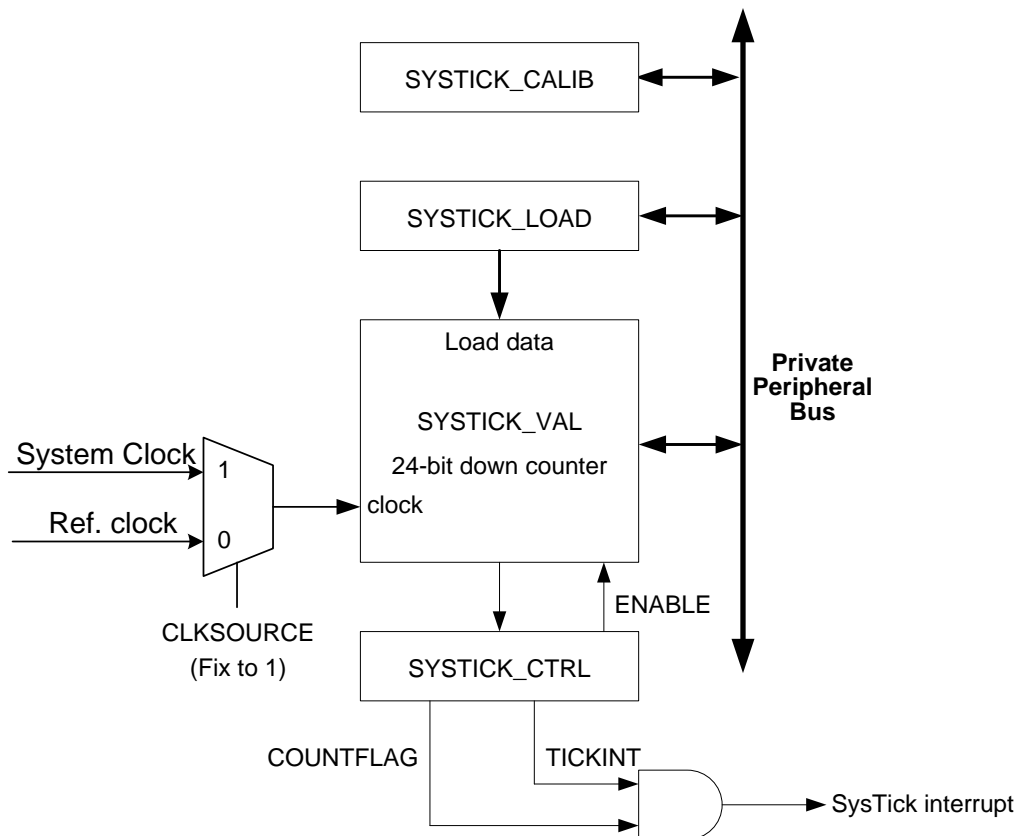 SYSTICK_CALIB
SYSTICK_LOAD
Load data
SYSTICK_VAL
24-bit down counter
clock
Private
Peripheral
Bus
System Clock
1
Ref. clock
0
CLKSOURCE
(Fix to 1)
ENABLE
SYSTICK_CTRL
COUNTFLAG
TICKINT
SysTick interrupt